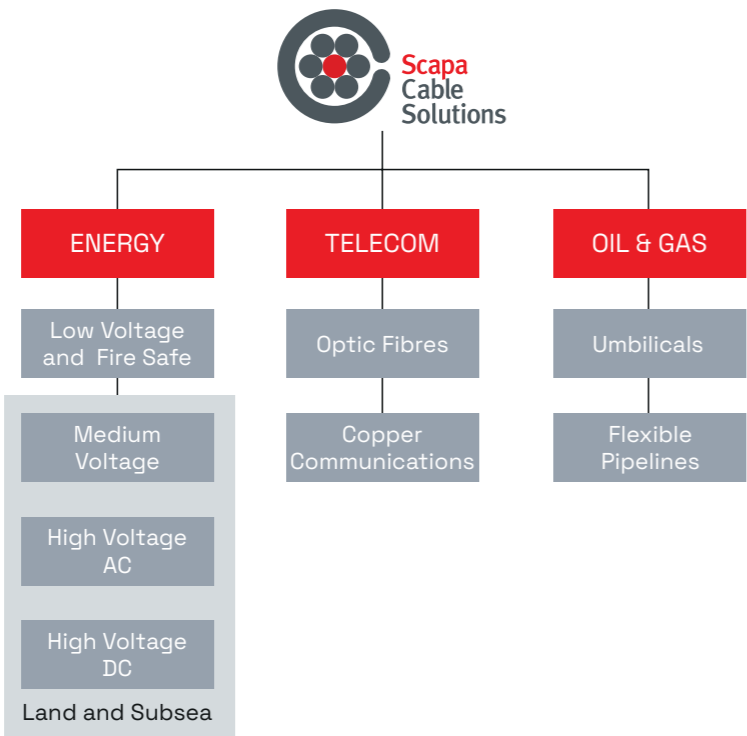 Scapa
Cable
Solutions
ENERGY
TELECOM
OIL & GAS
Low Voltage
and Fire Safe
Optic Fibres
Umbilicals
Medium
Voltage
Copper
Communications
Flexible
Pipelines
High Voltage
AC
High Voltage
DC
Land and Subsea